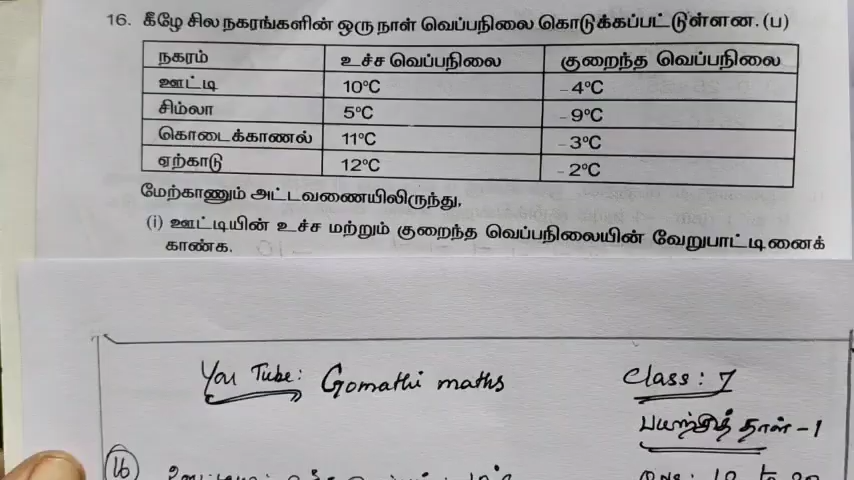 16. கீழே சில நகரங்களின் ஒரு நாள் வெப்பநிலை கொடுக்கப்பட்டுள்ளன. (ப)
நகரம் உச்ச வெப்பநிலை குறைந்த வெப்பநிலை
ஊட்டி 10°C -4°C
சிம்லா 5°C -9°C
கொடைக்காணல் 11°C -3°C
ஏற்காடு 12°C -2°C
மேற்காணும் அட்டவணையிலிருந்து,
(i) ஊட்டியின் உச்ச மற்றும் குறைந்த வெப்பநிலையின் வேறுபாட்டினைக்
காண்க.
You Tube: Gomathi maths Class: 7
பயிற்சித் தாள் -1
16